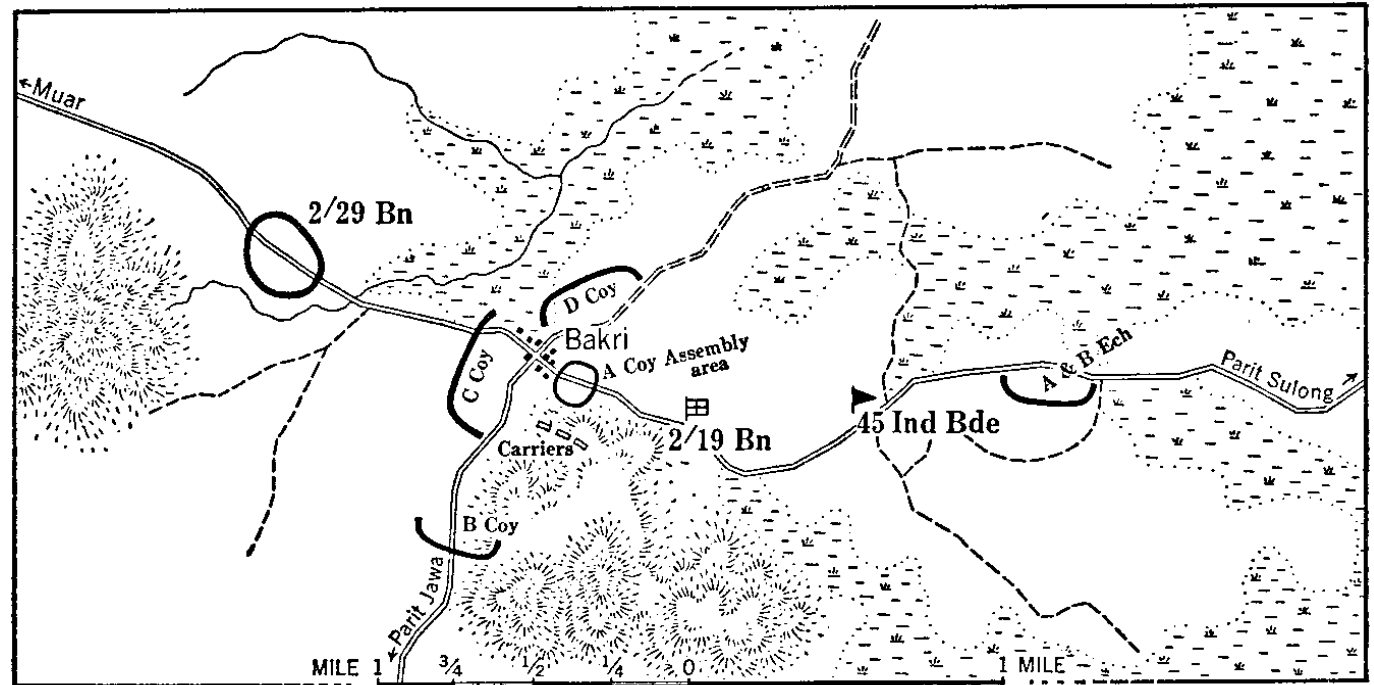 ←Muar
2/29 Bn
D Coy
Bakri
C Coy
A Coy Assembly
area
A & B Ech
Parit Sulong →
2/19 Bn
45 Ind Bde
Carriers
B Coy
←Parit Jawa
MILE 1 3/4 1/2 1/4 0 1 MILE